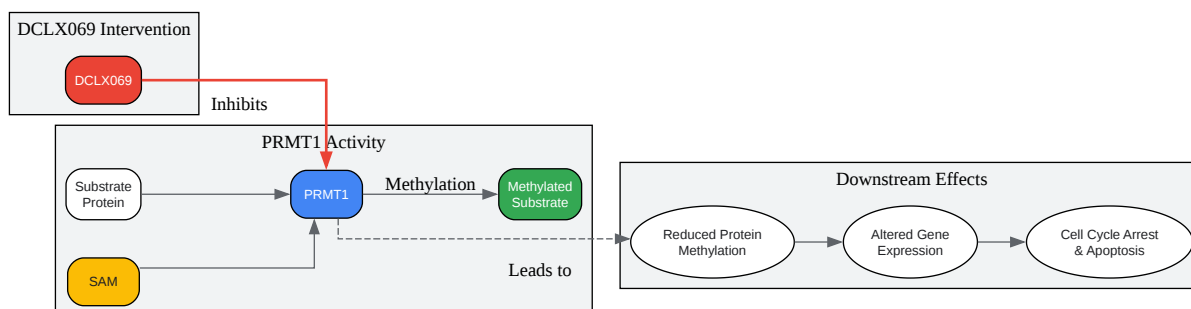 DCLX069 Intervention
DCLX069
Inhibits
PRMT1 Activity
Substrate
Protein
PRMT1
Methylation
Methylated
Substrate
SAM
Leads to
Downstream Effects
Reduced Protein
Methylation
Altered Gene
Expression
Cell Cycle Arrest
& Apoptosis